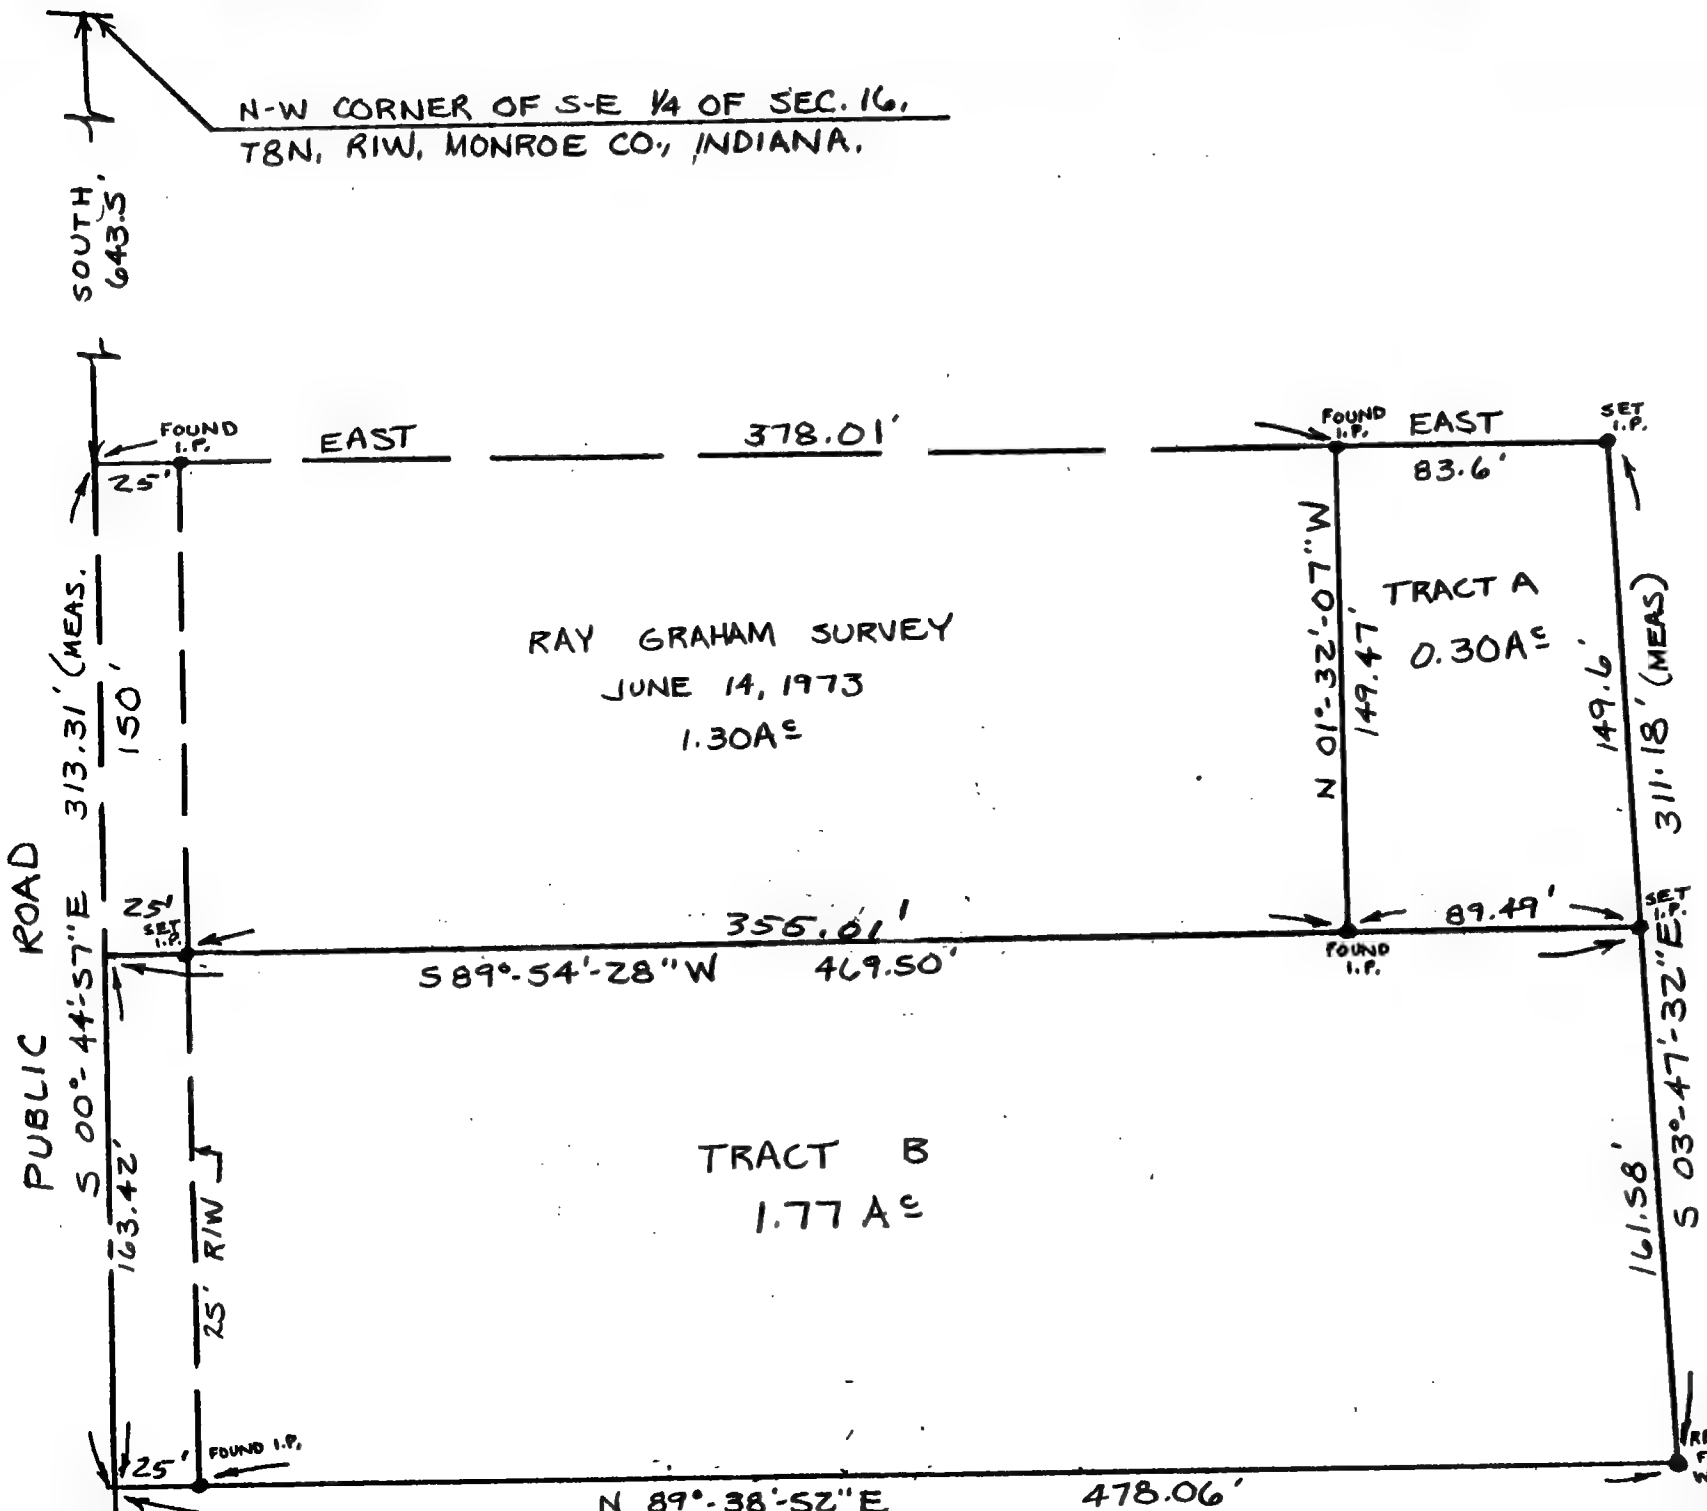 N-W CORNER OF S-E 1/4 OF SEC. 16,
T8N, R1W, MONROE CO., INDIANA.
SOUTH
643.5'
FOUND
I.P.
EAST
378.01'
FOUND
I.P.
EAST
SET
I.P.
25'
83.6'
PUBLIC ROAD
S 00°-44'-57"E 313.31' (MEAS.
150'
RAY GRAHAM SURVEY
JUNE 14, 1973
1.30Ac
N 01°-32'-07"W
149.47'
TRACT A
0.30Ac
149.6'
S 03°-47'-32"E 311.18' (MEAS)
25'
SET
I.P.
89.49'
SET
I.P.
FOUND
I.P.
S 89°-54'-28"W 469.50'
163.42'
25' R/W
TRACT B
1.77 Ac
161.58'
25'
FOUND I.P.
N 89°-38'-52"E 478.06'